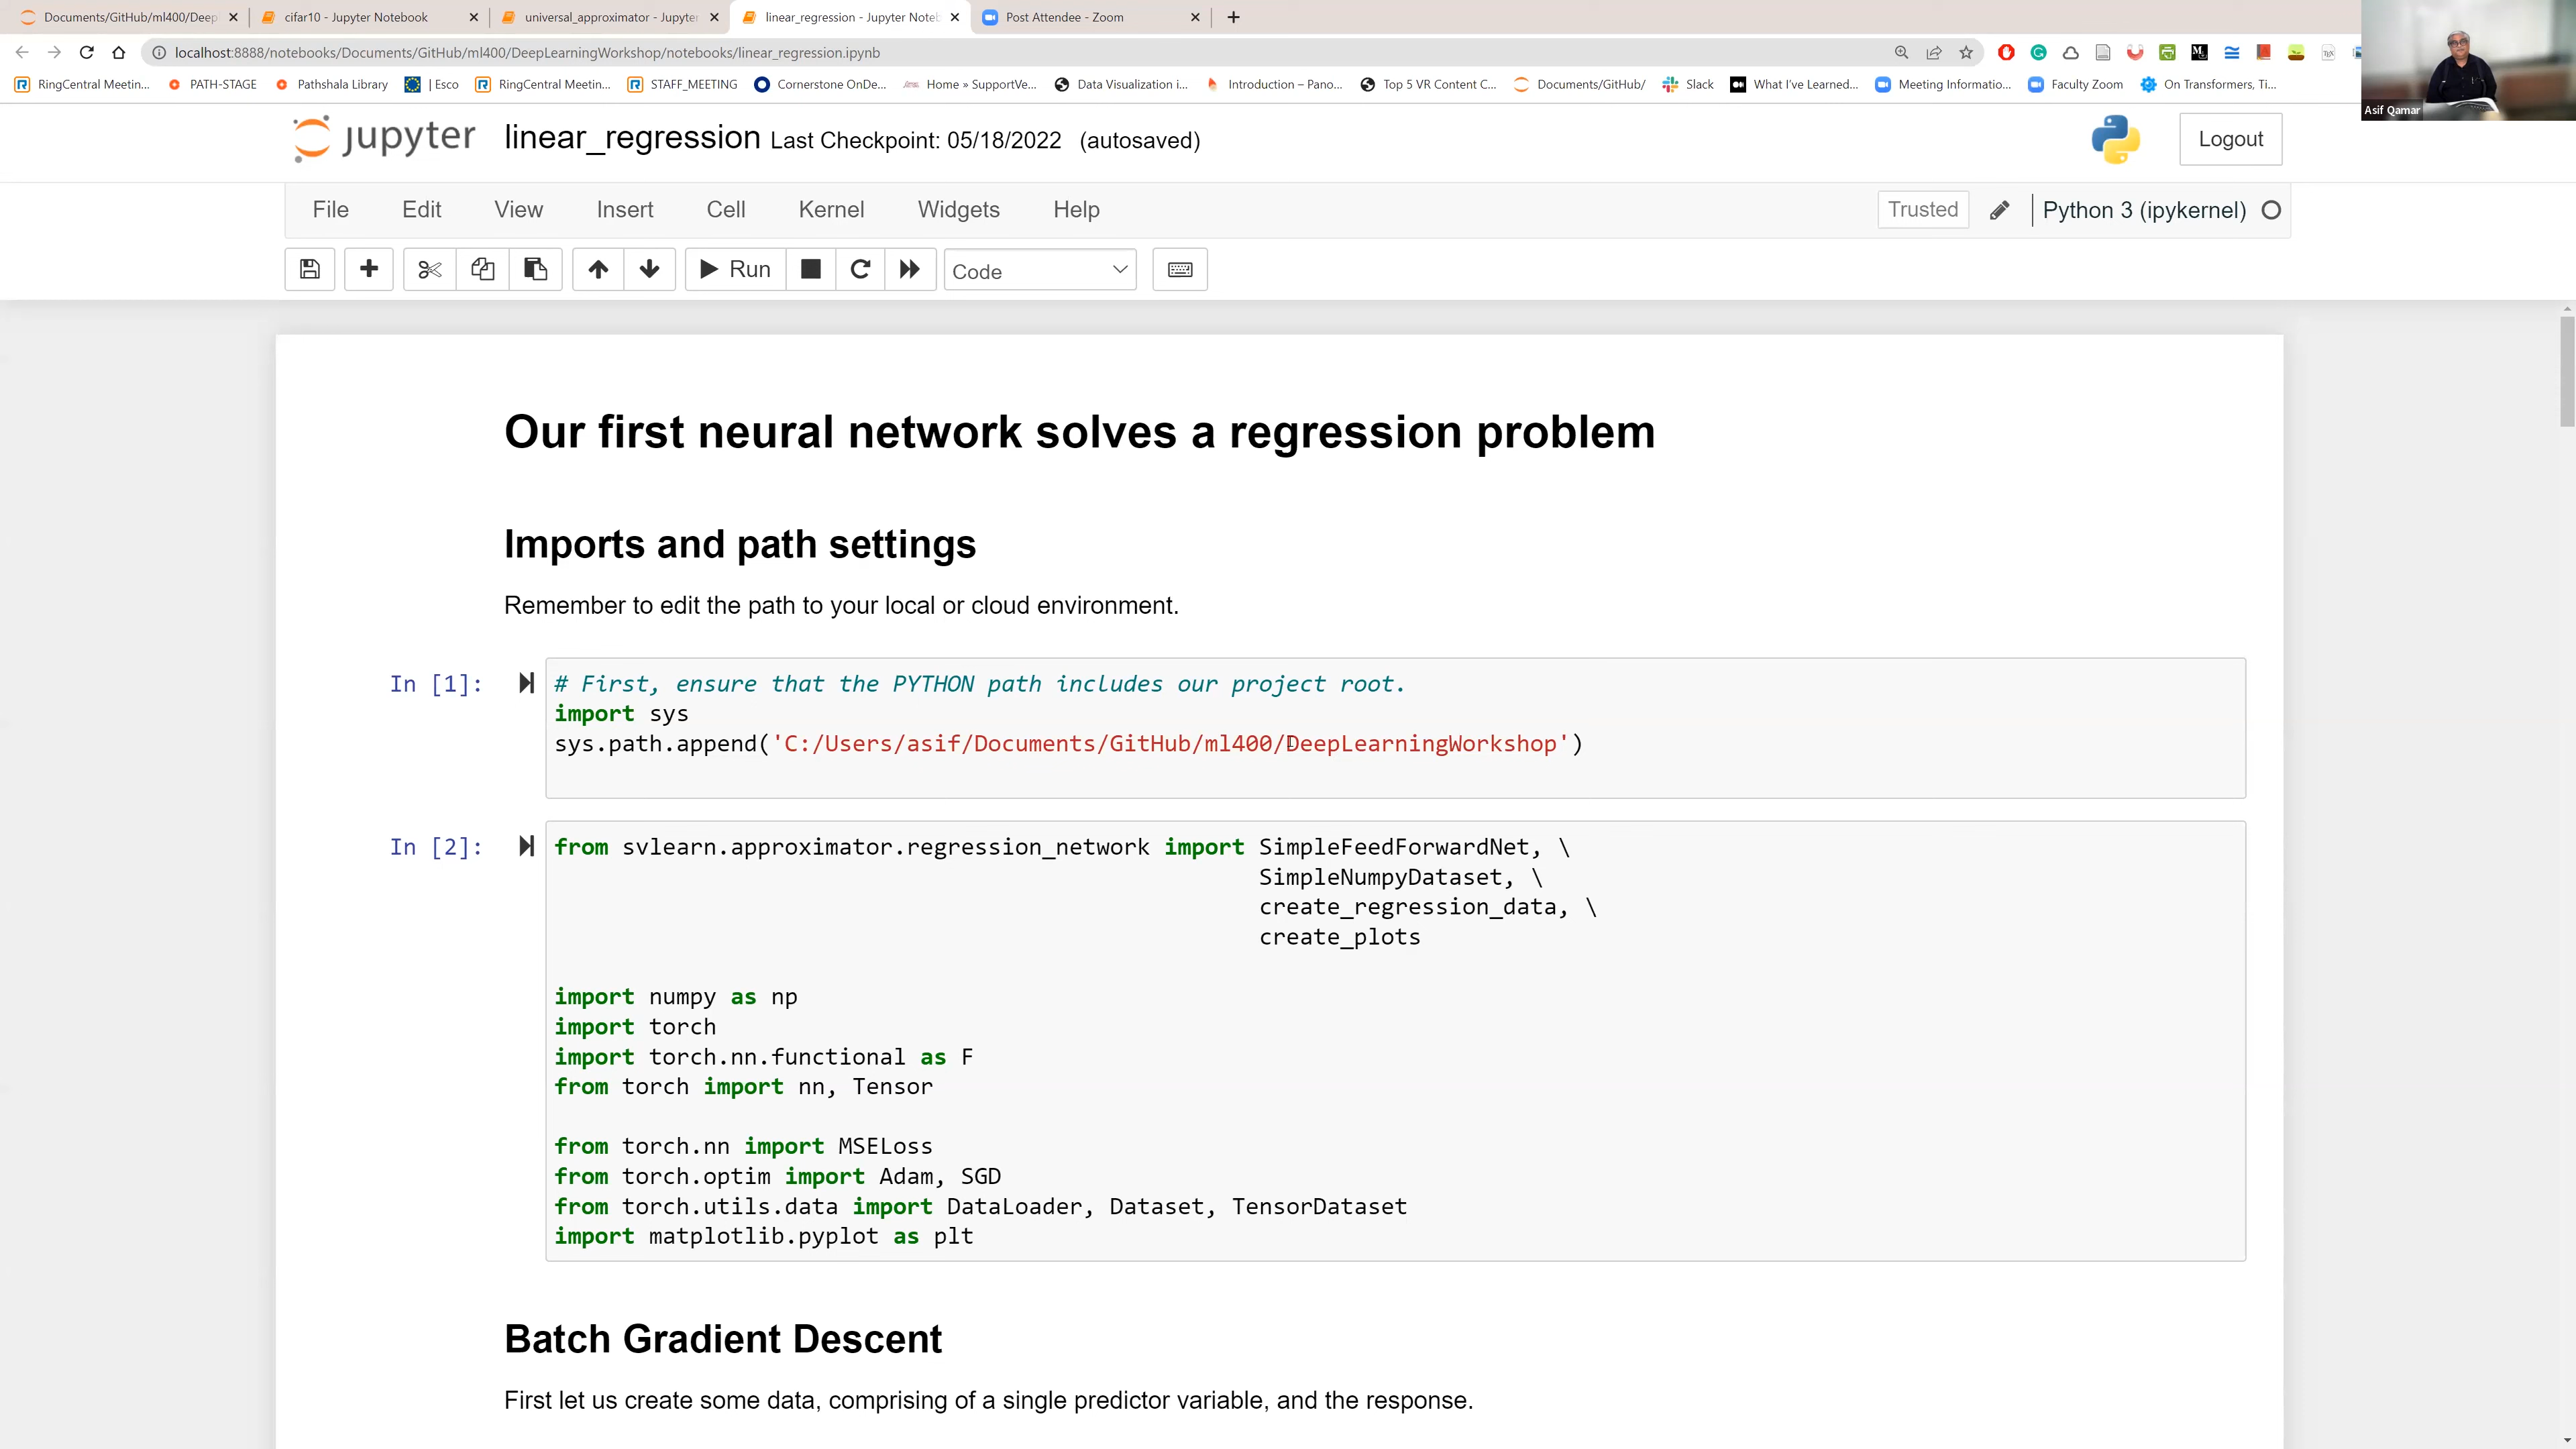 Documents/GitHub/ml400/Deep
cifar10 - Jupyter Notebook
universal_approximator - Jupyter
linear_regression - Jupyter Noteb
Post Attendee - Zoom
localhost:8888/notebooks/Documents/GitHub/ml400/DeepLearningWorkshop/notebooks/linear_regression.ipynb
RingCentral Meetin...
PATH-STAGE
Pathshala Library
| Esco
RingCentral Meetin...
STAFF_MEETING
Cornerstone OnDe...
Home » SupportVe...
Data Visualization i...
Introduction – Pano...
Top 5 VR Content C...
Documents/GitHub/
Slack
What I've Learned...
Meeting Informatio...
Faculty Zoom
On Transformers, Ti...
Asif Qamar
jupyter
linear_regression Last Checkpoint: 05/18/2022 (autosaved)
Logout
File Edit View Insert Cell Kernel Widgets Help
Trusted
Python 3 (ipykernel)
Run
Code
Our first neural network solves a regression problem
Imports and path settings
Remember to edit the path to your local or cloud environment.
In [1]:
# First, ensure that the PYTHON path includes our project root.
import sys
sys.path.append('C:/Users/asif/Documents/GitHub/ml400/DeepLearningWorkshop')
In [2]:
from svlearn.approximator.regression_network import SimpleFeedForwardNet, \
SimpleNumpyDataset, \
create_regression_data, \
create_plots
import numpy as np
import torch
import torch.nn.functional as F
from torch import nn, Tensor
from torch.nn import MSELoss
from torch.optim import Adam, SGD
from torch.utils.data import DataLoader, Dataset, TensorDataset
import matplotlib.pyplot as plt
Batch Gradient Descent
First let us create some data, comprising of a single predictor variable, and the response.